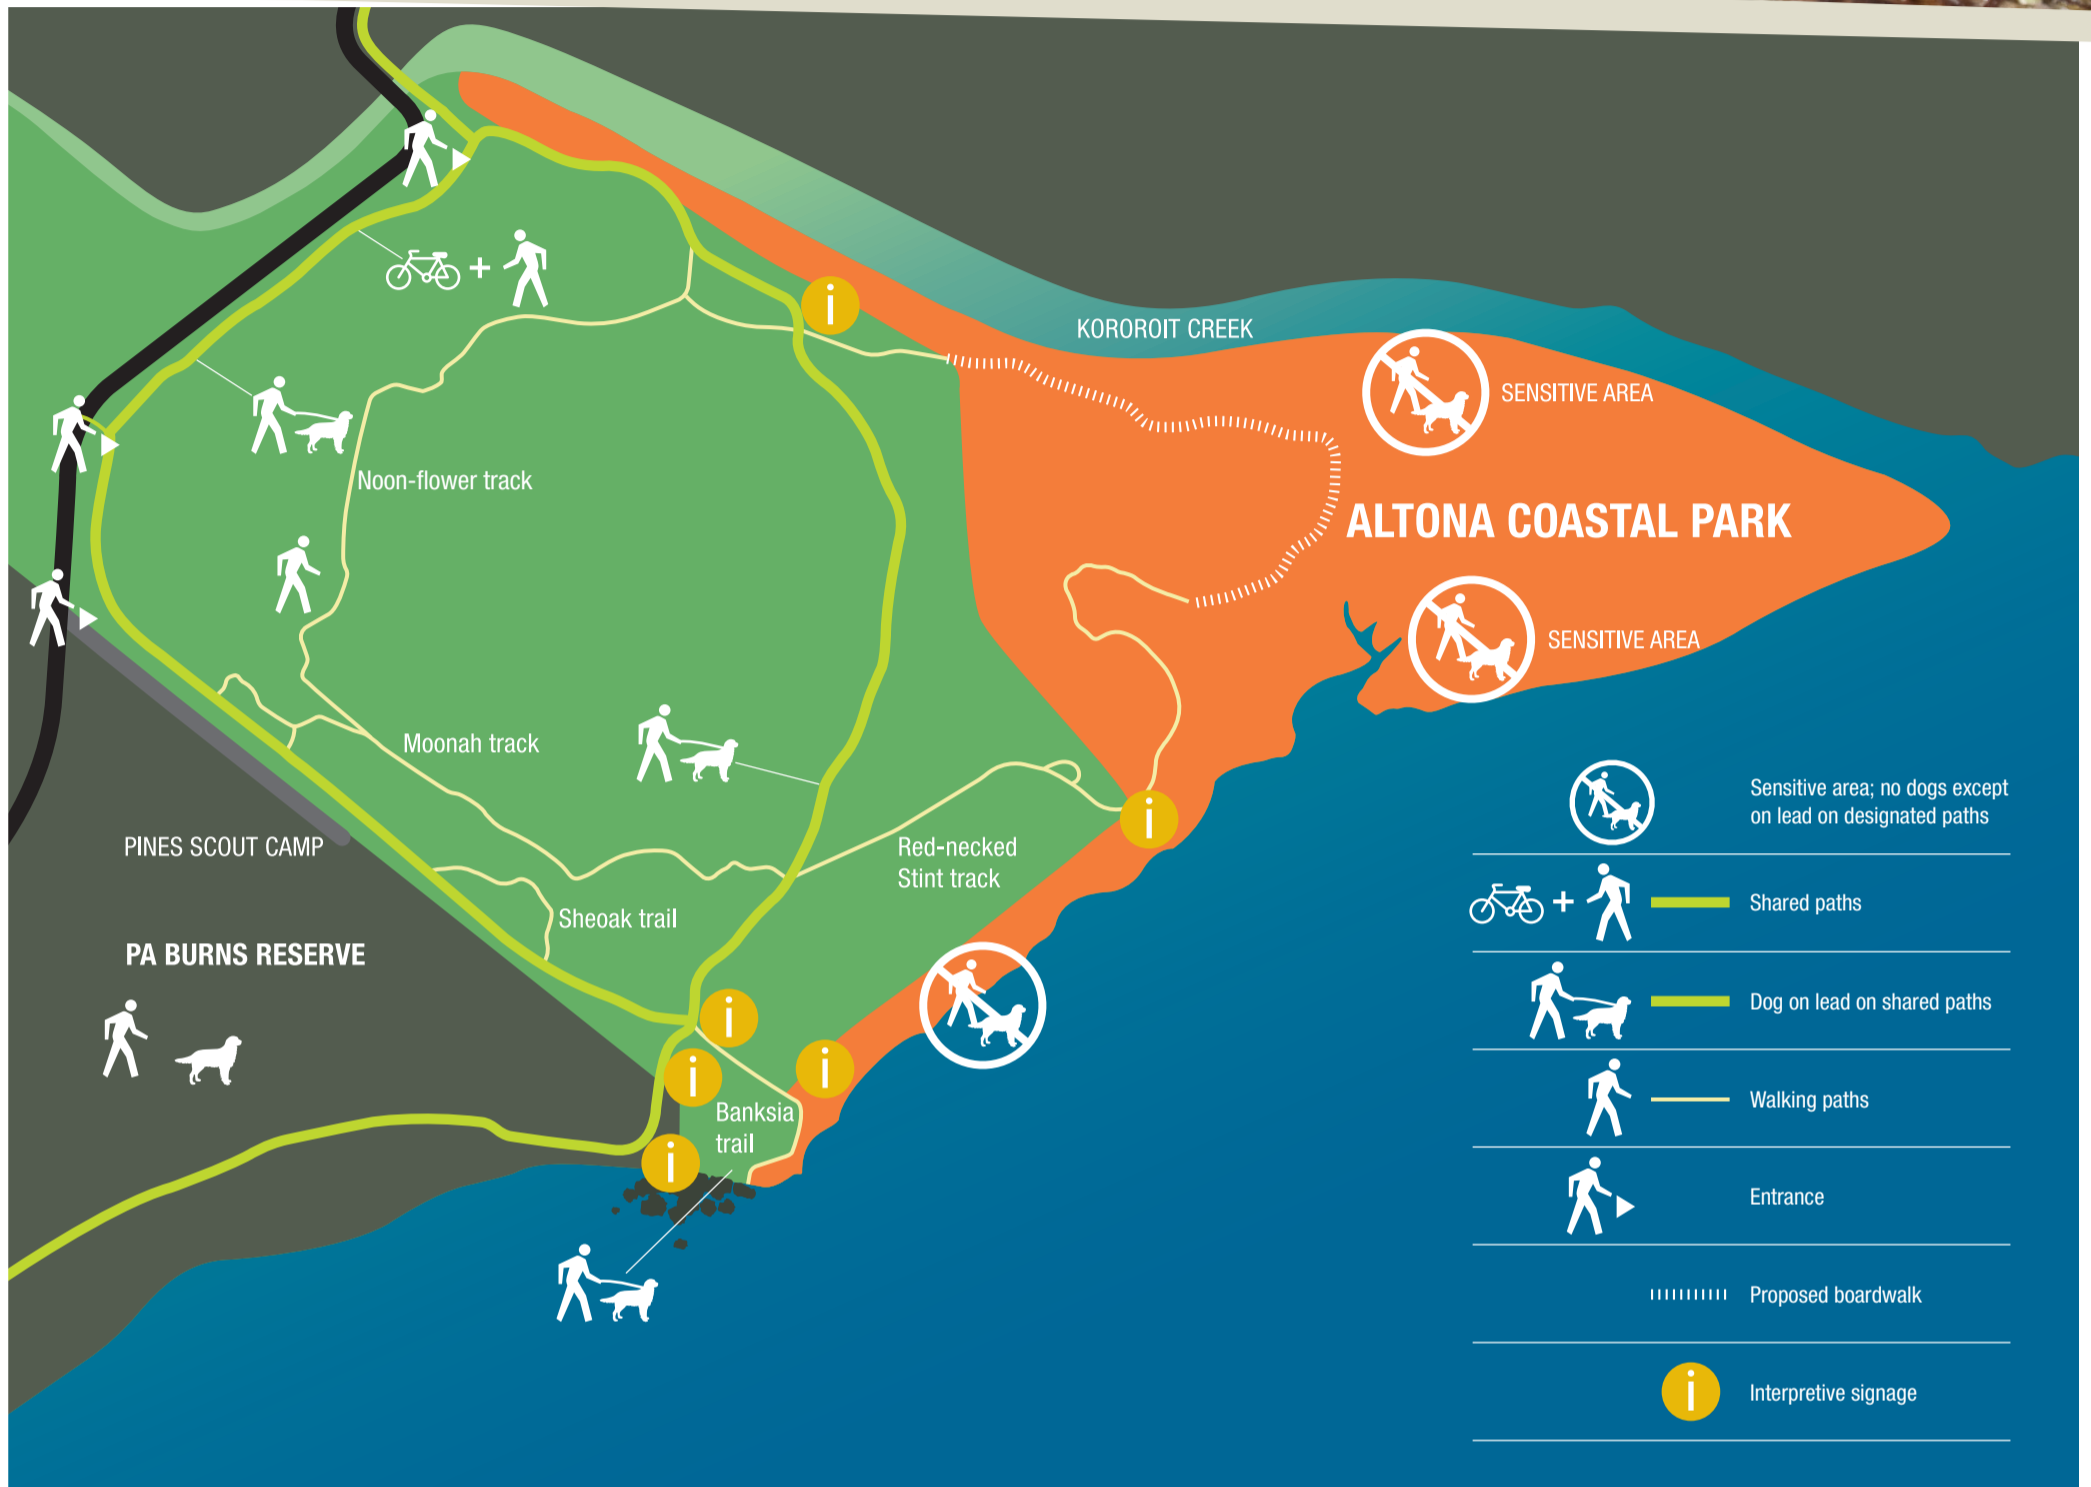 KOROROIT CREEK
SENSITIVE AREA
Noon-flower track
ALTONA COASTAL PARK
SENSITIVE AREA
Moonah track
PINES SCOUT CAMP
Red-necked
Stint track
Sheoak trail
PA BURNS RESERVE
Banksia
trail
i
i
i
i
i
i
Sensitive area; no dogs except
on lead on designated paths
+ Shared paths
Dog on lead on shared paths
Walking paths
Entrance
Proposed boardwalk
i Interpretive signage
+